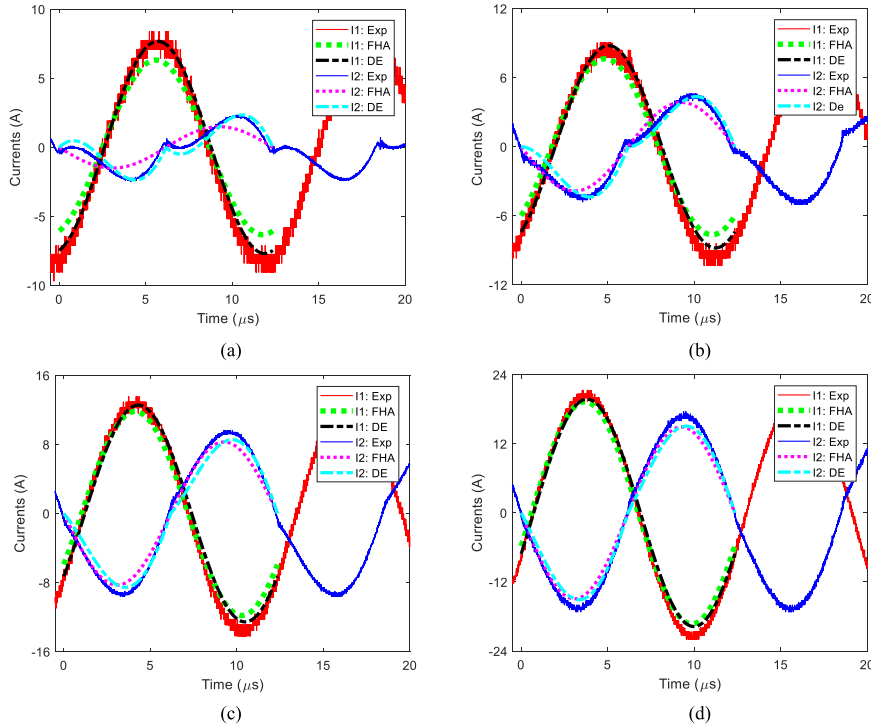 10
5
0
-5
-10
Currents (A)
0
5
10
15
20
Time (μs)
I1: Exp
I1: FHA
I1: DE
I2: Exp
I2: FHA
I2: DE
(a)
12
6
0
-6
-12
Currents (A)
0
5
10
15
20
Time (μs)
I1: Exp
I1: FHA
I1: DE
I2: Exp
I2: FHA
I2: De
(b)
16
8
0
-8
-16
Currents (A)
0
5
10
15
20
Time (μs)
I1: Exp
I1: FHA
I1: DE
I2: Exp
I2: FHA
I2: DE
(c)
24
12
0
-12
-24
Currents (A)
0
5
10
15
20
Time (μs)
I1: Exp
I1: FHA
I1: DE
I2: Exp
I2: FHA
I2: DE
(d)